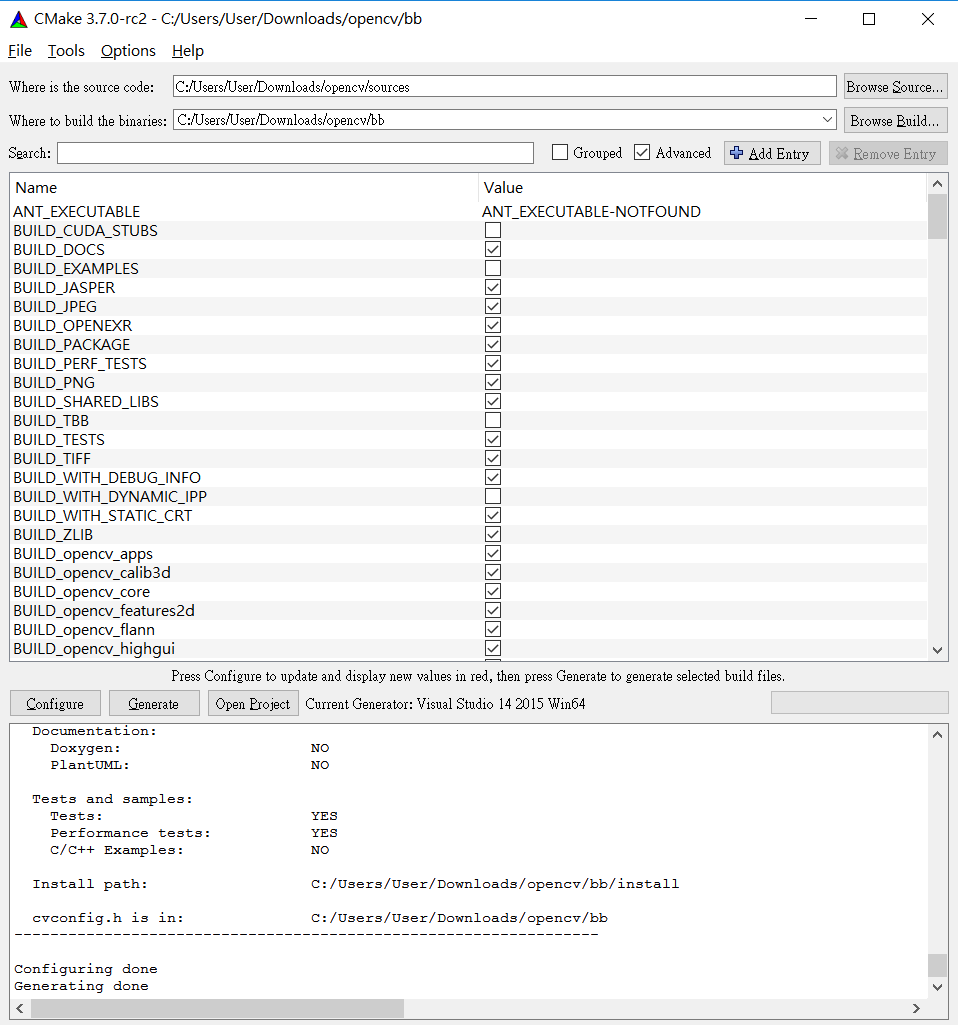 CMake 3.7.0-rc2 - C:/Users/User/Downloads/opencv/bb
File Tools Options Help
Where is the source code: C:/Users/User/Downloads/opencv/sources Browse Source...
Where to build the binaries: C:/Users/User/Downloads/opencv/bb Browse Build...
Search: Grouped Advanced Add Entry Remove Entry
Name Value
ANT_EXECUTABLE ANT_EXECUTABLE-NOTFOUND
BUILD_CUDA_STUBS
BUILD_DOCS
BUILD_EXAMPLES
BUILD_JASPER
BUILD_JPEG
BUILD_OPENEXR
BUILD_PACKAGE
BUILD_PERF_TESTS
BUILD_PNG
BUILD_SHARED_LIBS
BUILD_TBB
BUILD_TESTS
BUILD_TIFF
BUILD_WITH_DEBUG_INFO
BUILD_WITH_DYNAMIC_IPP
BUILD_WITH_STATIC_CRT
BUILD_ZLIB
BUILD_opencv_apps
BUILD_opencv_calib3d
BUILD_opencv_core
BUILD_opencv_features2d
BUILD_opencv_flann
BUILD_opencv_highgui
Press Configure to update and display new values in red, then press Generate to generate selected build files.
Configure Generate Open Project Current Generator: Visual Studio 14 2015 Win64
Documentation:
Doxygen: NO
PlantUML: NO
Tests and samples:
Tests: YES
Performance tests: YES
C/C++ Examples: NO
Install path: C:/Users/User/Downloads/opencv/bb/install
cvconfig.h is in: C:/Users/User/Downloads/opencv/bb
-----------------------------------------------------------------
Configuring done
Generating done